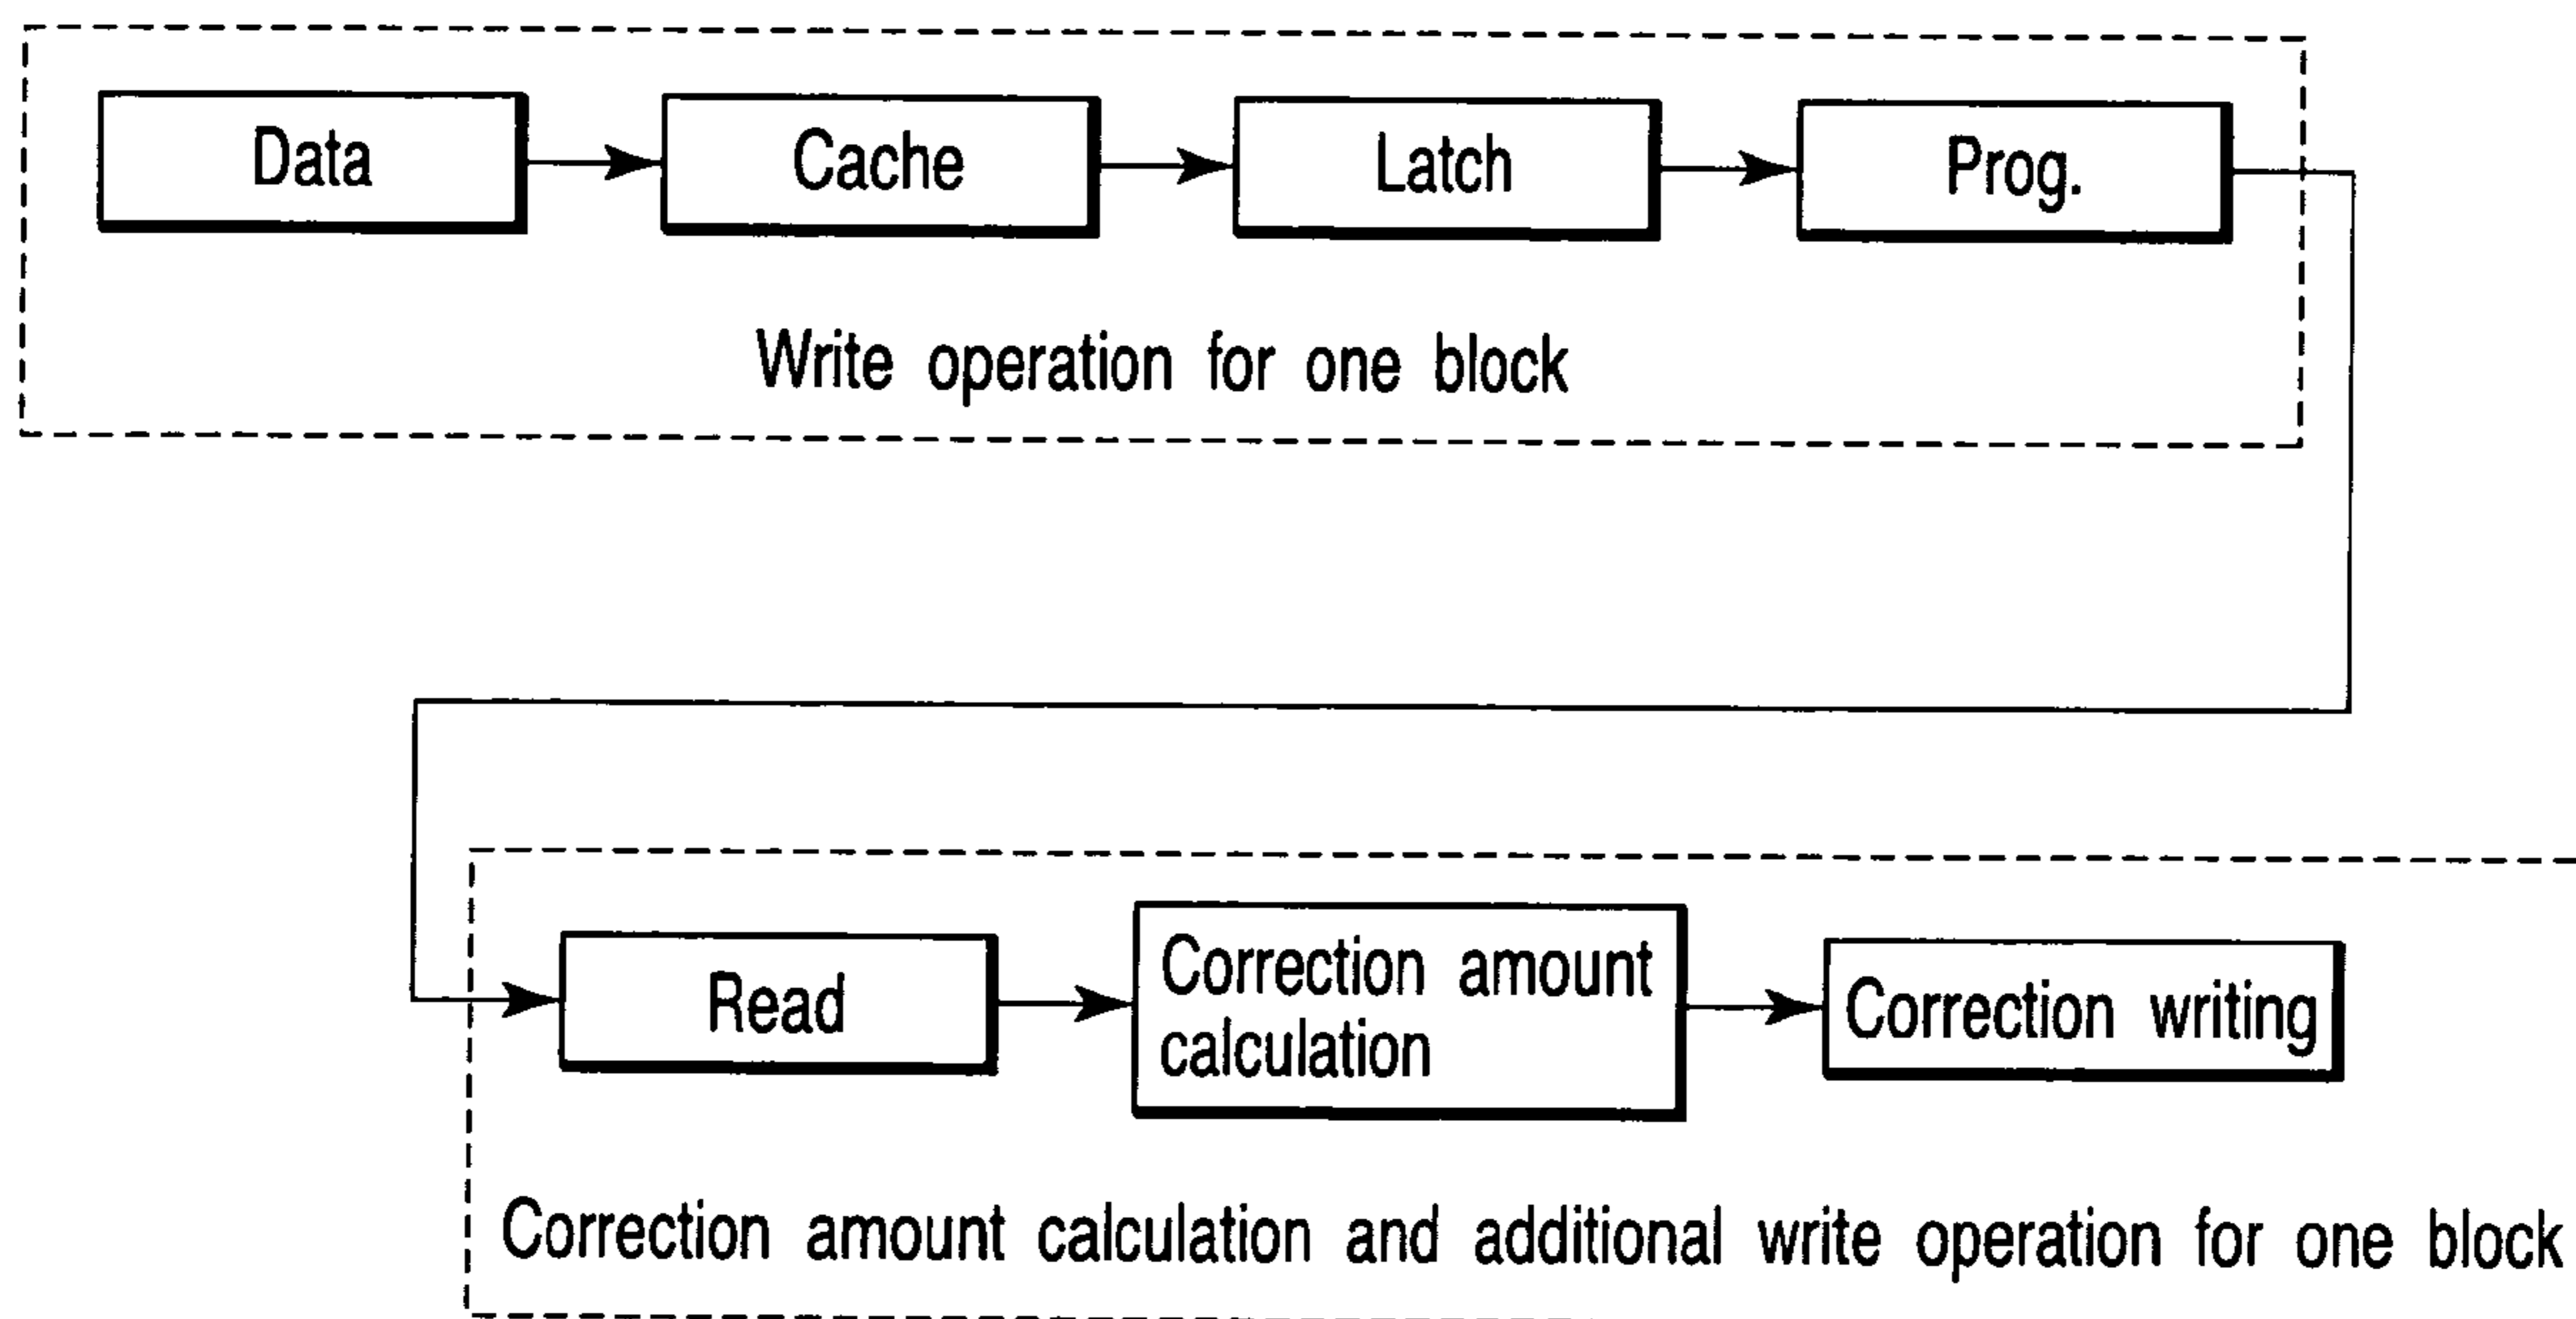 Data
Cache
Latch
Prog.
Write operation for one block
Read
Correction amount
calculation
Correction writing
Correction amount calculation and additional write operation for one block